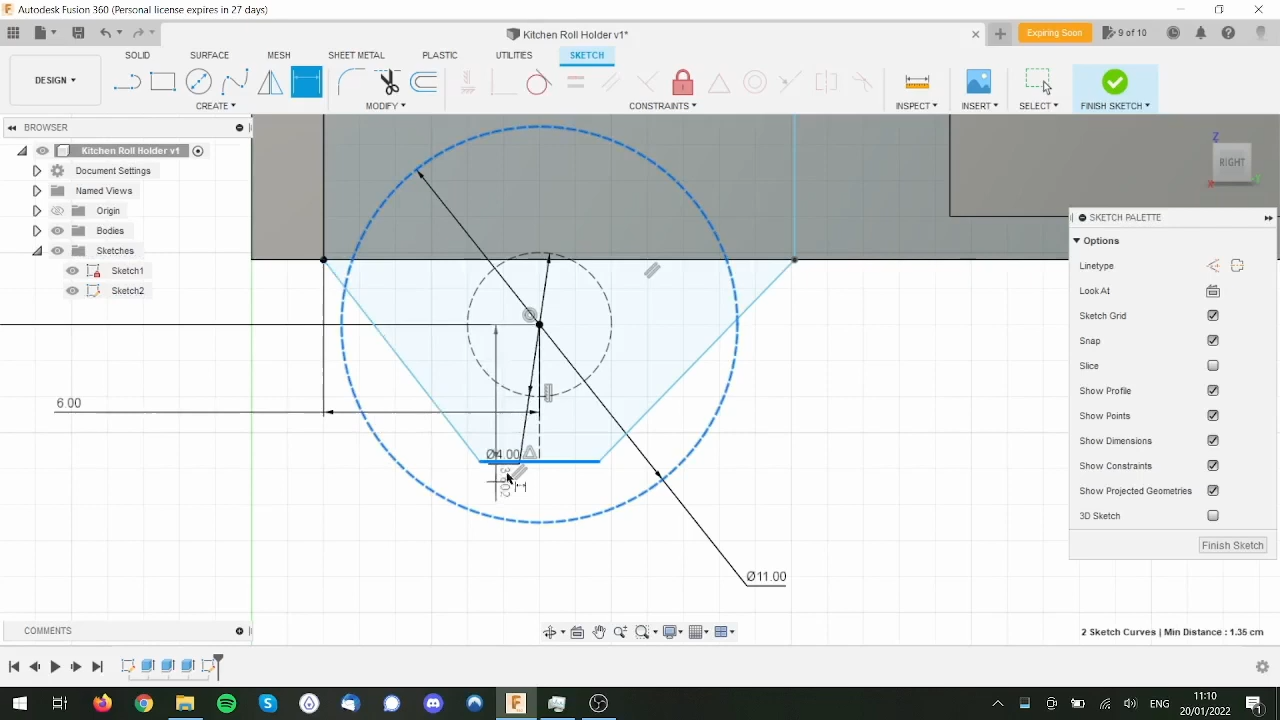 Autodesk Fusion 360 (Personal license expires in 27 days)
Kitchen Roll Holder v1*
Expiring Soon
9 of 10
SOLID SURFACE MESH SHEET METAL PLASTIC UTILITIES SKETCH
DESIGN
CREATE MODIFY CONSTRAINTS INSPECT INSERT SELECT FINISH SKETCH
BROWSER
Kitchen Roll Holder v1
Document Settings
Named Views
Origin
Bodies
Sketches
Sketch1
Sketch2
Z
RIGHT
X
Y
SKETCH PALETTE
Options
Linetype
Look At
Sketch Grid
Snap
Slice
Show Profile
Show Points
Show Dimensions
Show Constraints
Show Projected Geometries
3D Sketch
Finish Sketch
6.00
Ø4.00
Ø11.00
COMMENTS
2 Sketch Curves | Min Distance : 1.35 cm
11:10
20/01/2022